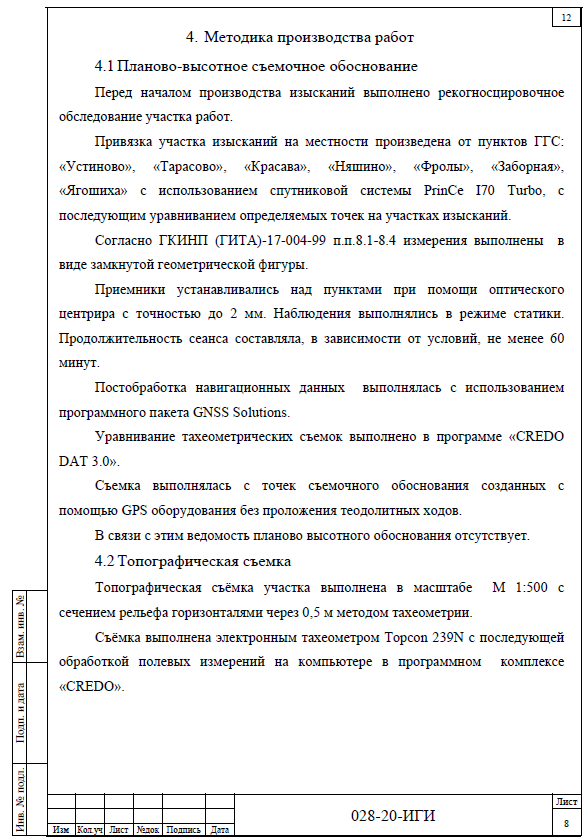 12
4. Методика производства работ
4.1 Планово-высотное съемочное обоснование
Перед началом производства изысканий выполнено рекогносцировочное
обследование участка работ.
Привязка участка изысканий на местности произведена от пунктов ГГС:
«Устиново», «Тарасово», «Красава», «Няшино», «Фролы», «Заборная»,
«Ягошиха» с использованием спутниковой системы PrinCe I70 Turbo, с
последующим уравниванием определяемых точек на участках изысканий.
Согласно ГКИНП (ГИТА)-17-004-99 п.п.8.1-8.4 измерения выполнены в
виде замкнутой геометрической фигуры.
Приемники устанавливались над пунктами при помощи оптического
центрира с точностью до 2 мм. Наблюдения выполнялись в режиме статики.
Продолжительность сеанса составляла, в зависимости от условий, не менее 60
минут.
Постобработка навигационных данных выполнялась с использованием
программного пакета GNSS Solutions.
Уравнивание тахеометрических съемок выполнено в программе «CREDO
DAT 3.0».
Съемка выполнялась с точек съемочного обоснования созданных с
помощью GPS оборудования без проложения теодолитных ходов.
В связи с этим ведомость планово высотного обоснования отсутствует.
4.2 Топографическая съемка
Топографическая съёмка участка выполнена в масштабе М 1:500 с
сечением рельефа горизонталями через 0,5 м методом тахеометрии.
Съёмка выполнена электронным тахеометром Topcon 239N с последующей
обработкой полевых измерений на компьютере в программном комплексе
«CREDO».
Взам. инв. №
Подп. и дата
Инв. № подл.
Изм Кол.уч Лист №док Подпись Дата
028-20-ИГИ
Лист
8